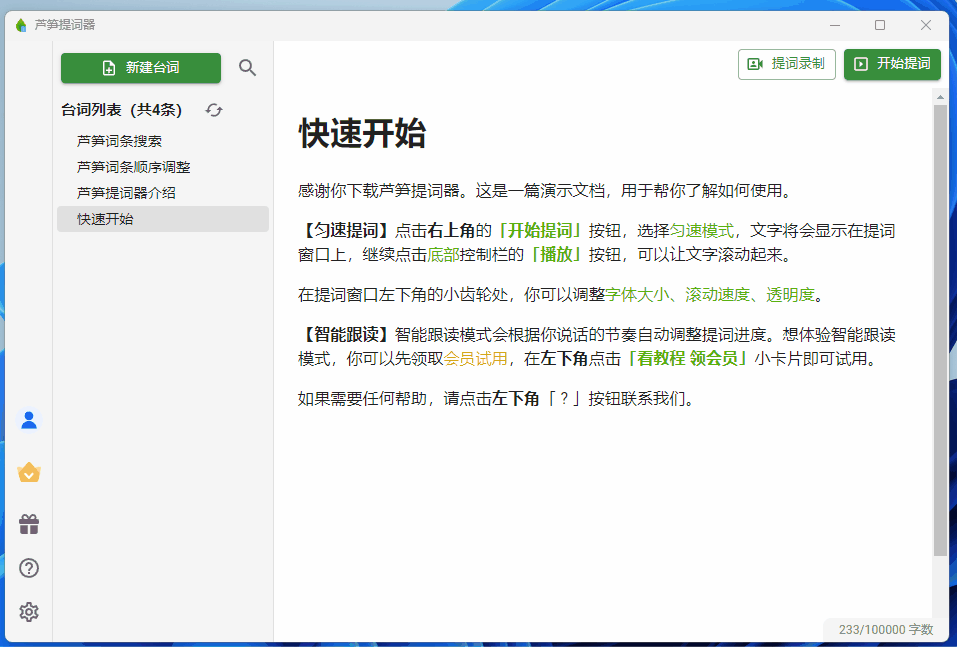 芦笋提词器
新建台词
提词录制
开始提词
台词列表（共4条）
芦笋词条搜索
芦笋词条顺序调整
芦笋提词器介绍
快速开始
快速开始
感谢你下载芦笋提词器。这是一篇演示文档，用于帮你了解如何使用。
【匀速提词】点击右上角的「开始提词」按钮，选择匀速模式，文字将会显示在提词
窗口上，继续点击底部控制栏的「播放」按钮，可以让文字滚动起来。
在提词窗口左下角的小齿轮处，你可以调整字体大小、滚动速度、透明度。
【智能跟读】智能跟读模式会根据你说话的节奏自动调整提词进度。想体验智能跟读
模式，你可以先领取会员试用，在左下角点击「看教程 领会员」小卡片即可试用。
如果需要任何帮助，请点击左下角「？」按钮联系我们。
233/100000 字数